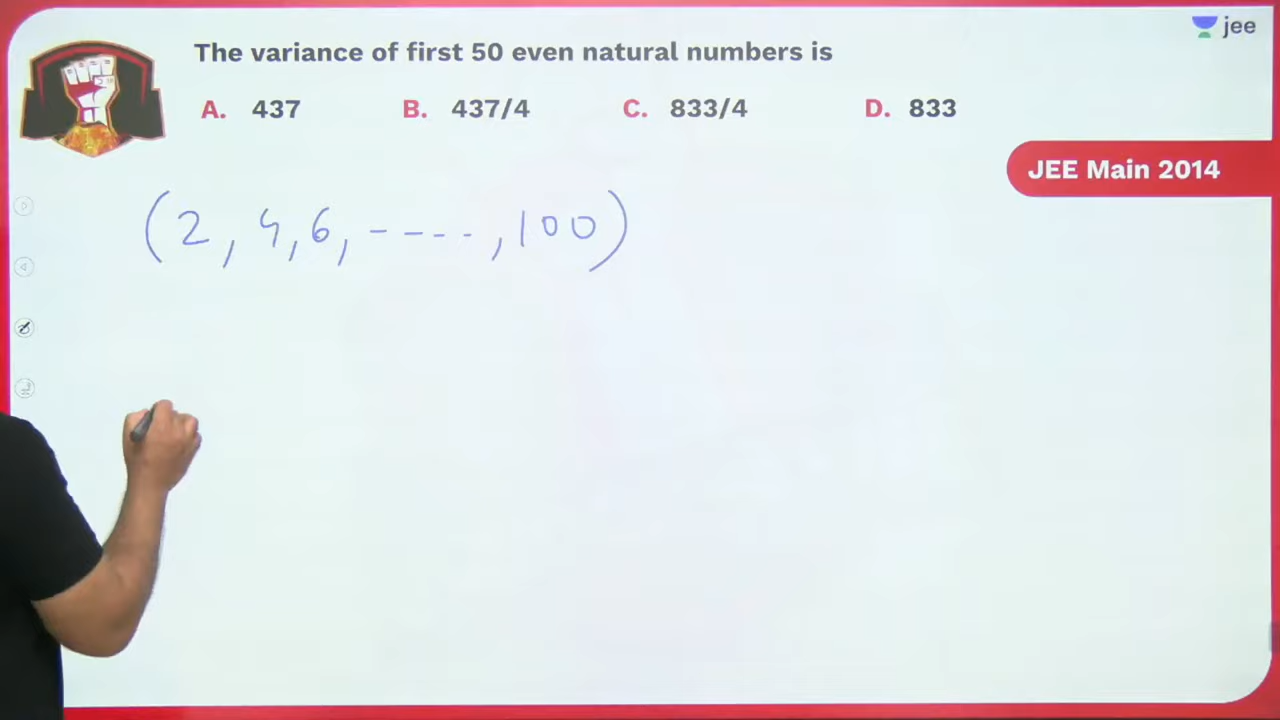 jee
The variance of first 50 even natural numbers is
A. 437 B. 437/4 C. 833/4 D. 833
JEE Main 2014
(2, 4, 6, ----, 100)